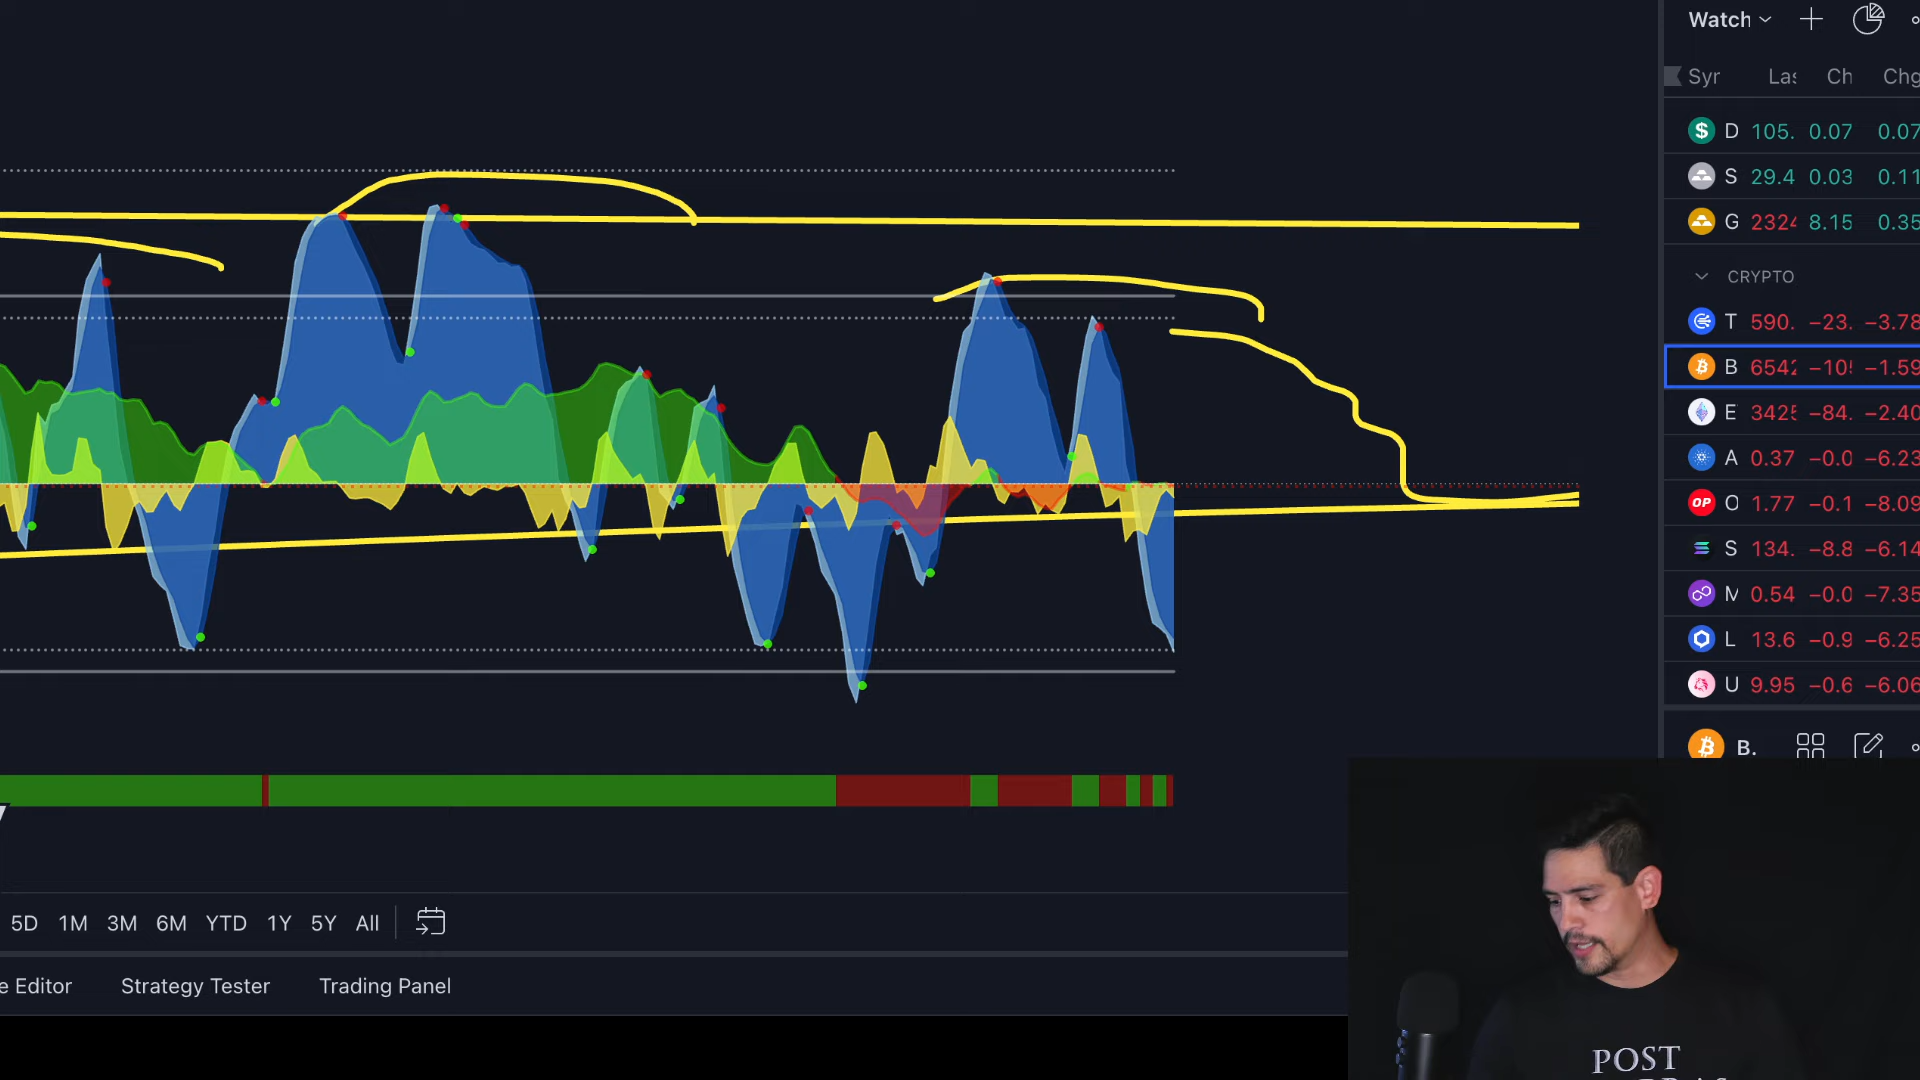 Watch
Syr Las Ch Chg
D 105. 0.07 0.07
S 29.4 0.03 0.11
G 2324 8.15 0.35
CRYPTO
T 590. −23. −3.78
B 6542 −10! −1.59
E 3425 −84. −2.40
A 0.37 −0.0 −6.23
OP O 1.77 −0.1 −8.09
S 134. −8.8 −6.14
M 0.54 −0.0 −7.35
L 13.6 −0.9 −6.25
U 9.95 −0.6 −6.06
B.
5D 1M 3M 6M YTD 1Y 5Y All
e Editor Strategy Tester Trading Panel
POST